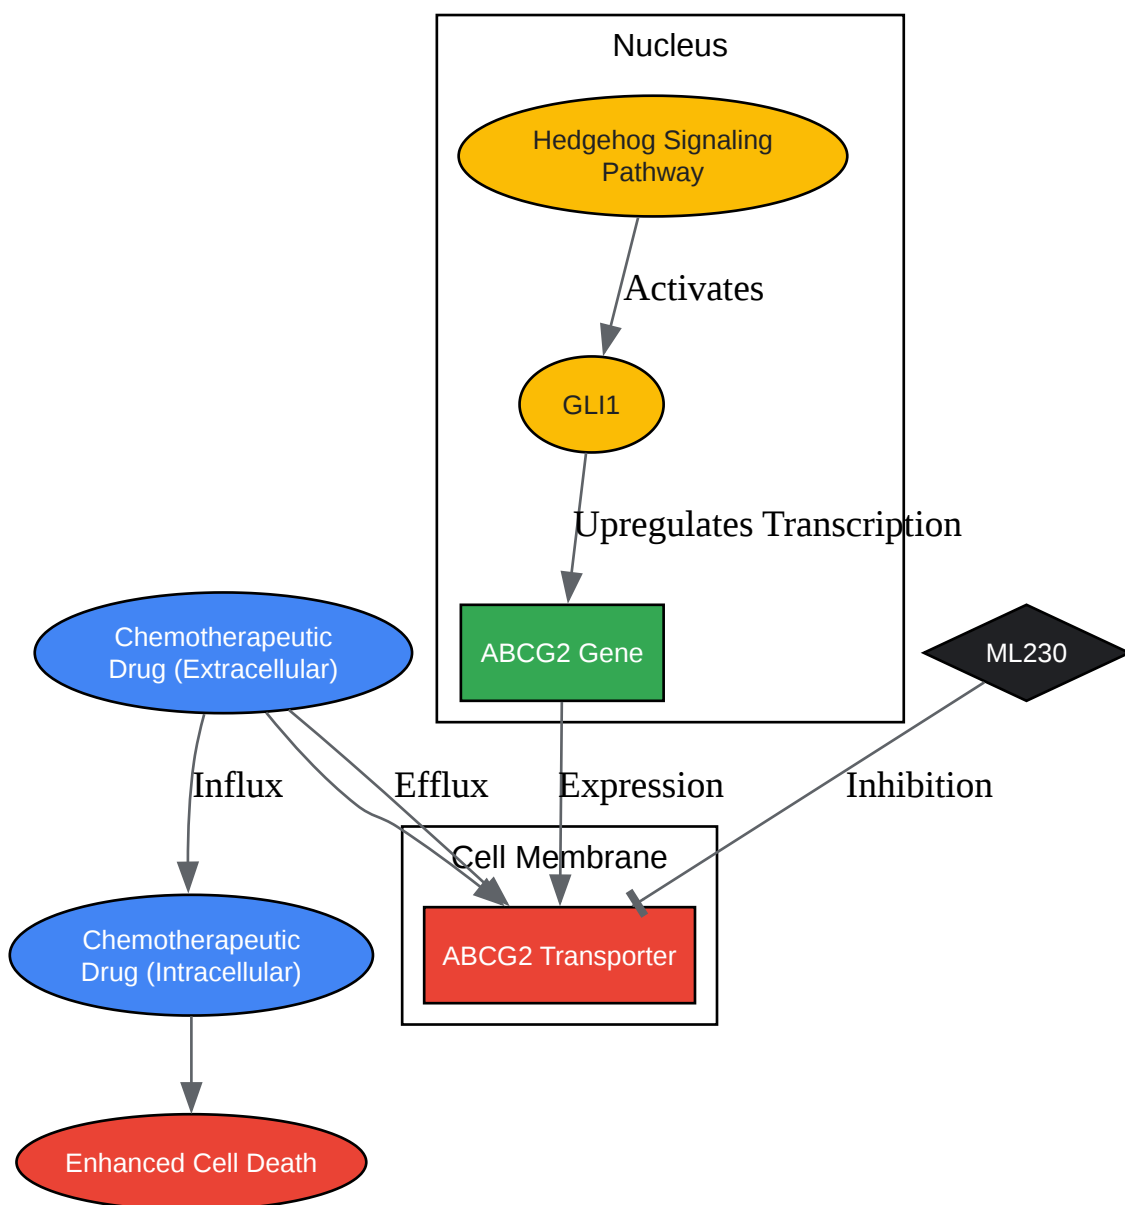 Nucleus
Hedgehog Signaling
Pathway
Activates
GLI1
Upregulates Transcription
Chemotherapeutic
Drug (Extracellular)
ABCG2 Gene
ML230
Influx
Efflux
Expression
Inhibition
Cell Membrane
Chemotherapeutic
Drug (Intracellular)
ABCG2 Transporter
Enhanced Cell Death